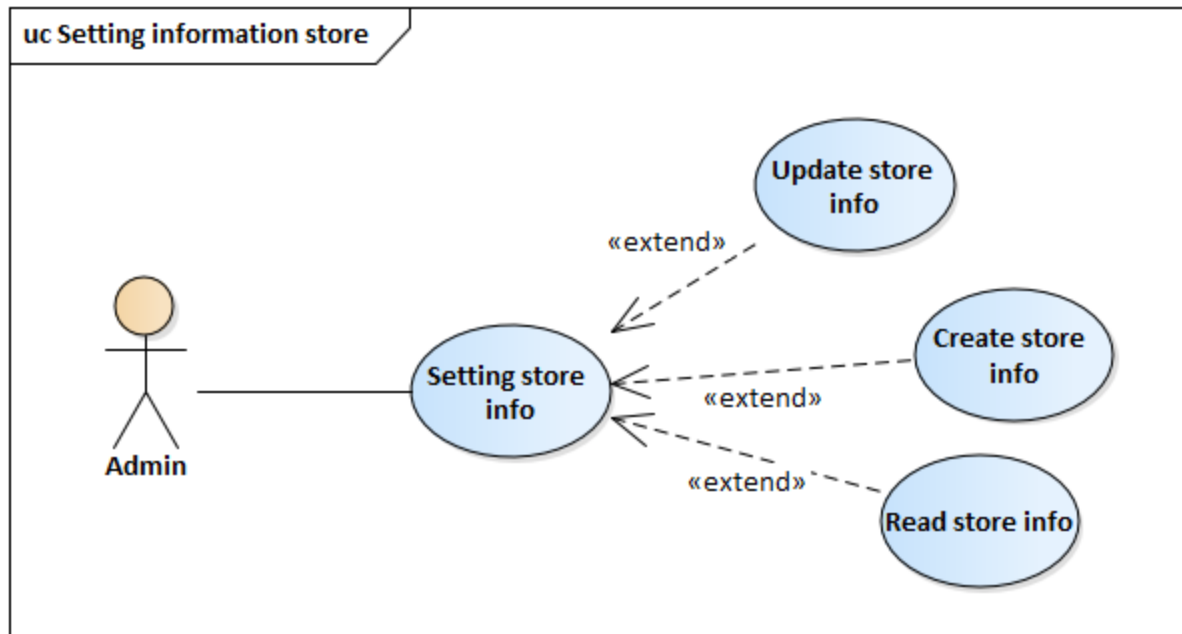 uc Setting information store
Update store
info
«extend»
Create store
info
Setting store
info
«extend»
Admin
«extend»
Read store info